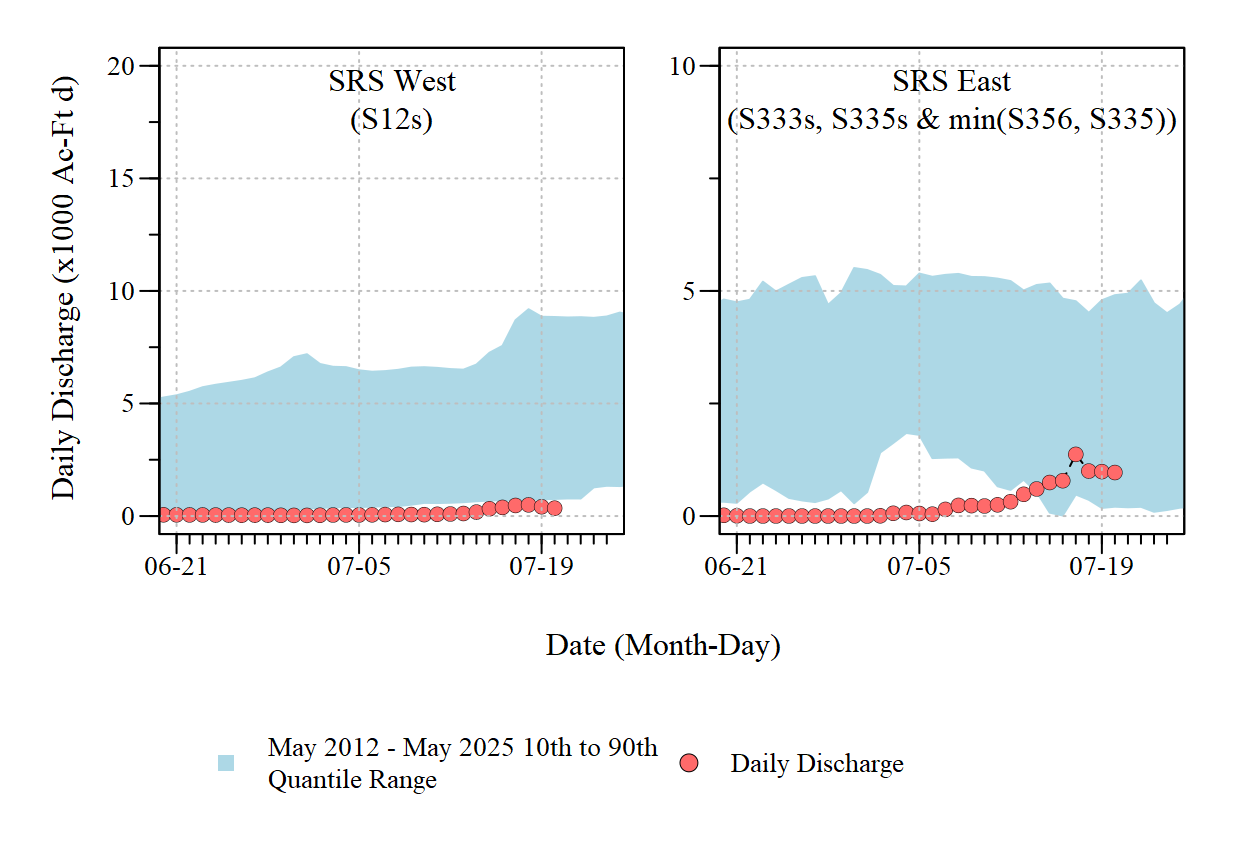 SRS West
(S12s)
SRS East
(S333s, S335s & min(S356, S335))
Daily Discharge (x1000 Ac-Ft d)
20
15
10
5
0
10
5
0
06-21
07-05
07-19
06-21
07-05
07-19
Date (Month-Day)
May 2012 - May 2025 10th to 90th
Quantile Range
Daily Discharge